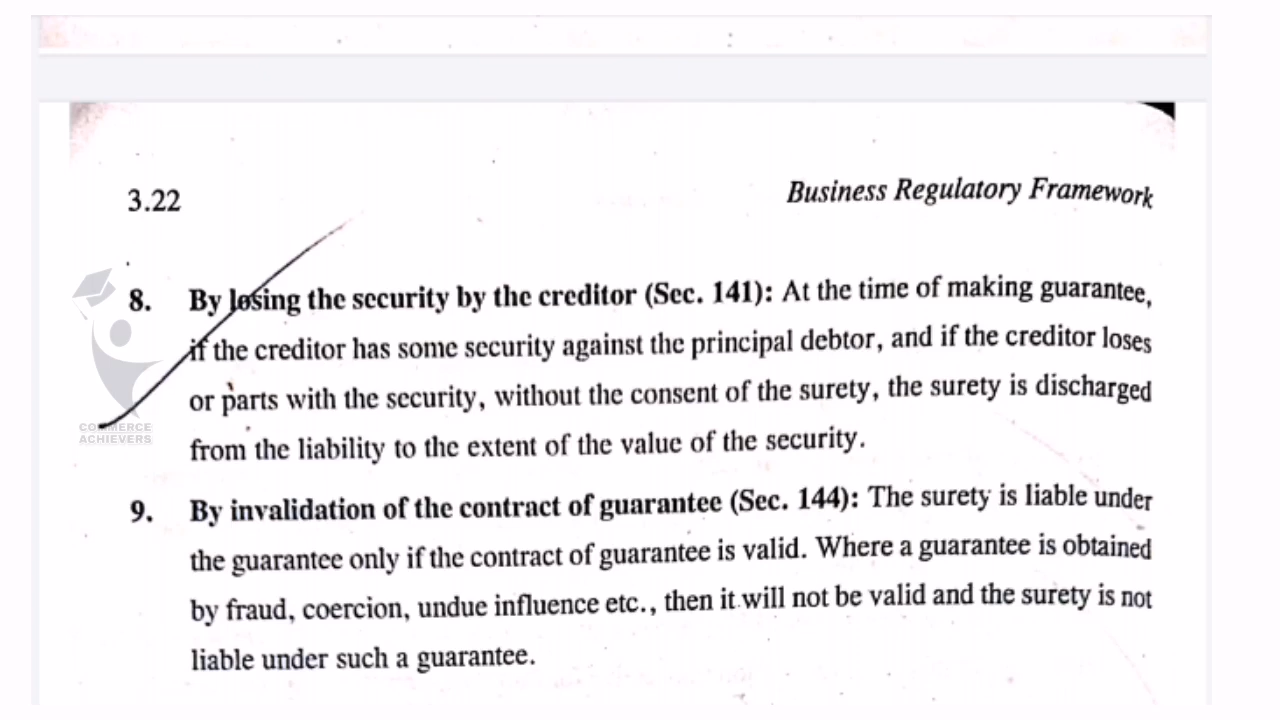 3.22
Business Regulatory Framework
8. By losing the security by the creditor (Sec. 141): At the time of making guarantee,
if the creditor has some security against the principal debtor, and if the creditor loses
or parts with the security, without the consent of the surety, the surety is discharged
from the liability to the extent of the value of the security.
COMMERCE
ACHIEVERS
9. By invalidation of the contract of guarantee (Sec. 144): The surety is liable under
the guarantee only if the contract of guarantee is valid. Where a guarantee is obtained
by fraud, coercion, undue influence etc., then it will not be valid and the surety is not
liable under such a guarantee.